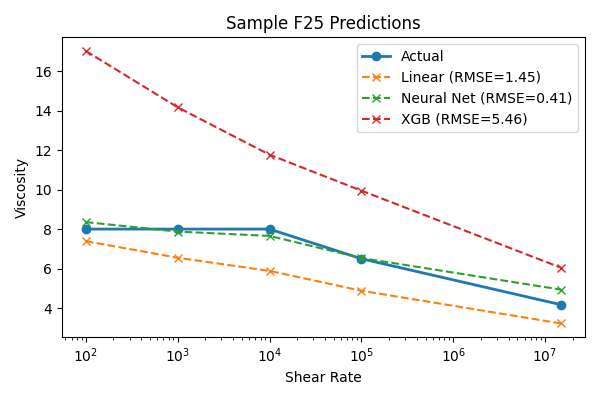 Sample F25 Predictions
Viscosity
16
14
12
10
8
6
4
Actual
Linear (RMSE=1.45)
Neural Net (RMSE=0.41)
XGB (RMSE=5.46)
10² 10³ 10⁴ 10⁵ 10⁶ 10⁷
Shear Rate